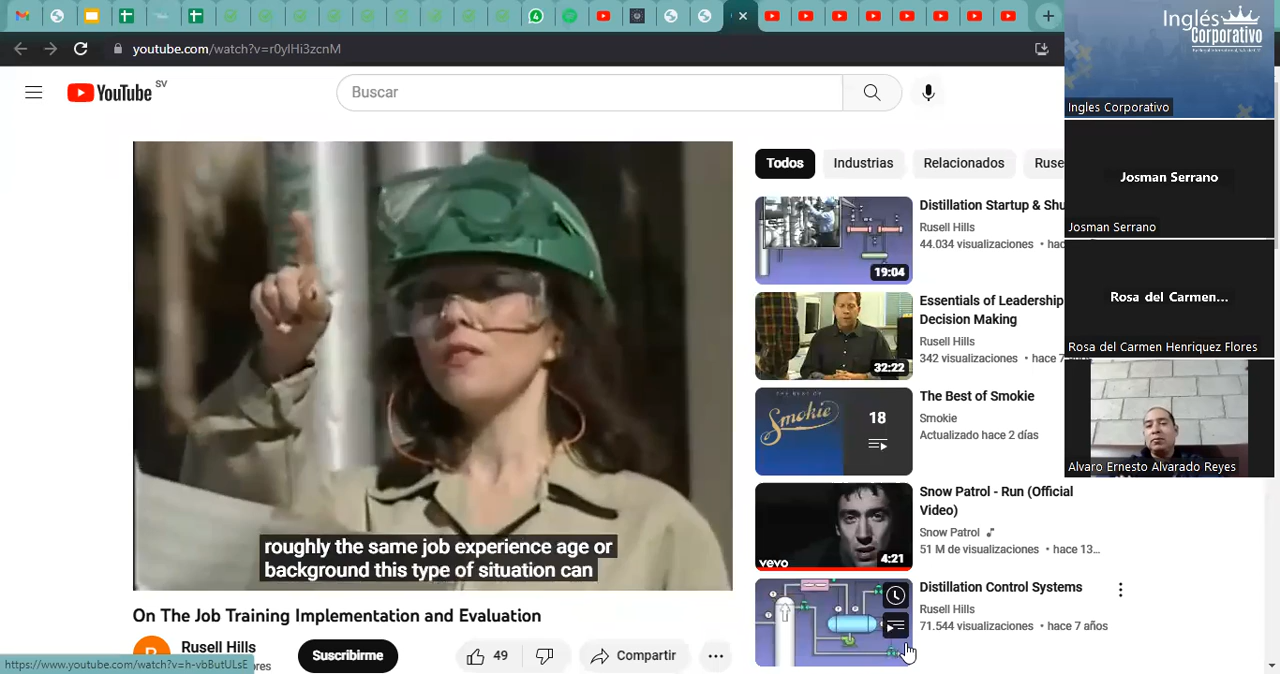 4
youtube.com/watch?v=r0ylHi3zcnM
YouTube SV
Buscar
roughly the same job experience age or
background this type of situation can
On The Job Training Implementation and Evaluation
R
Rusell Hills
ores
Suscribirme
49
Compartir
https://www.youtube.com/watch?v=h-vbButULsE
Todos
Industrias
Relacionados
Ruse
19:04
Distillation Startup & Shu
Rusell Hills
44.034 visualizaciones • hac
32:22
Essentials of Leadership
Decision Making
Rusell Hills
342 visualizaciones • hace 7 años
Smokie
THE BEST OF
18
The Best of Smokie
Smokie
Actualizado hace 2 días
vevo
4:21
Snow Patrol - Run (Official
Video)
Snow Patrol
51 M de visualizaciones • hace 13...
Distillation Control Systems
Rusell Hills
71.544 visualizaciones • hace 7 años
Inglés
Corporativo
Ingles Corporativo
Josman Serrano
Josman Serrano
Rosa del Carmen...
Rosa del Carmen Henriquez Flores
Alvaro Ernesto Alvarado Reyes